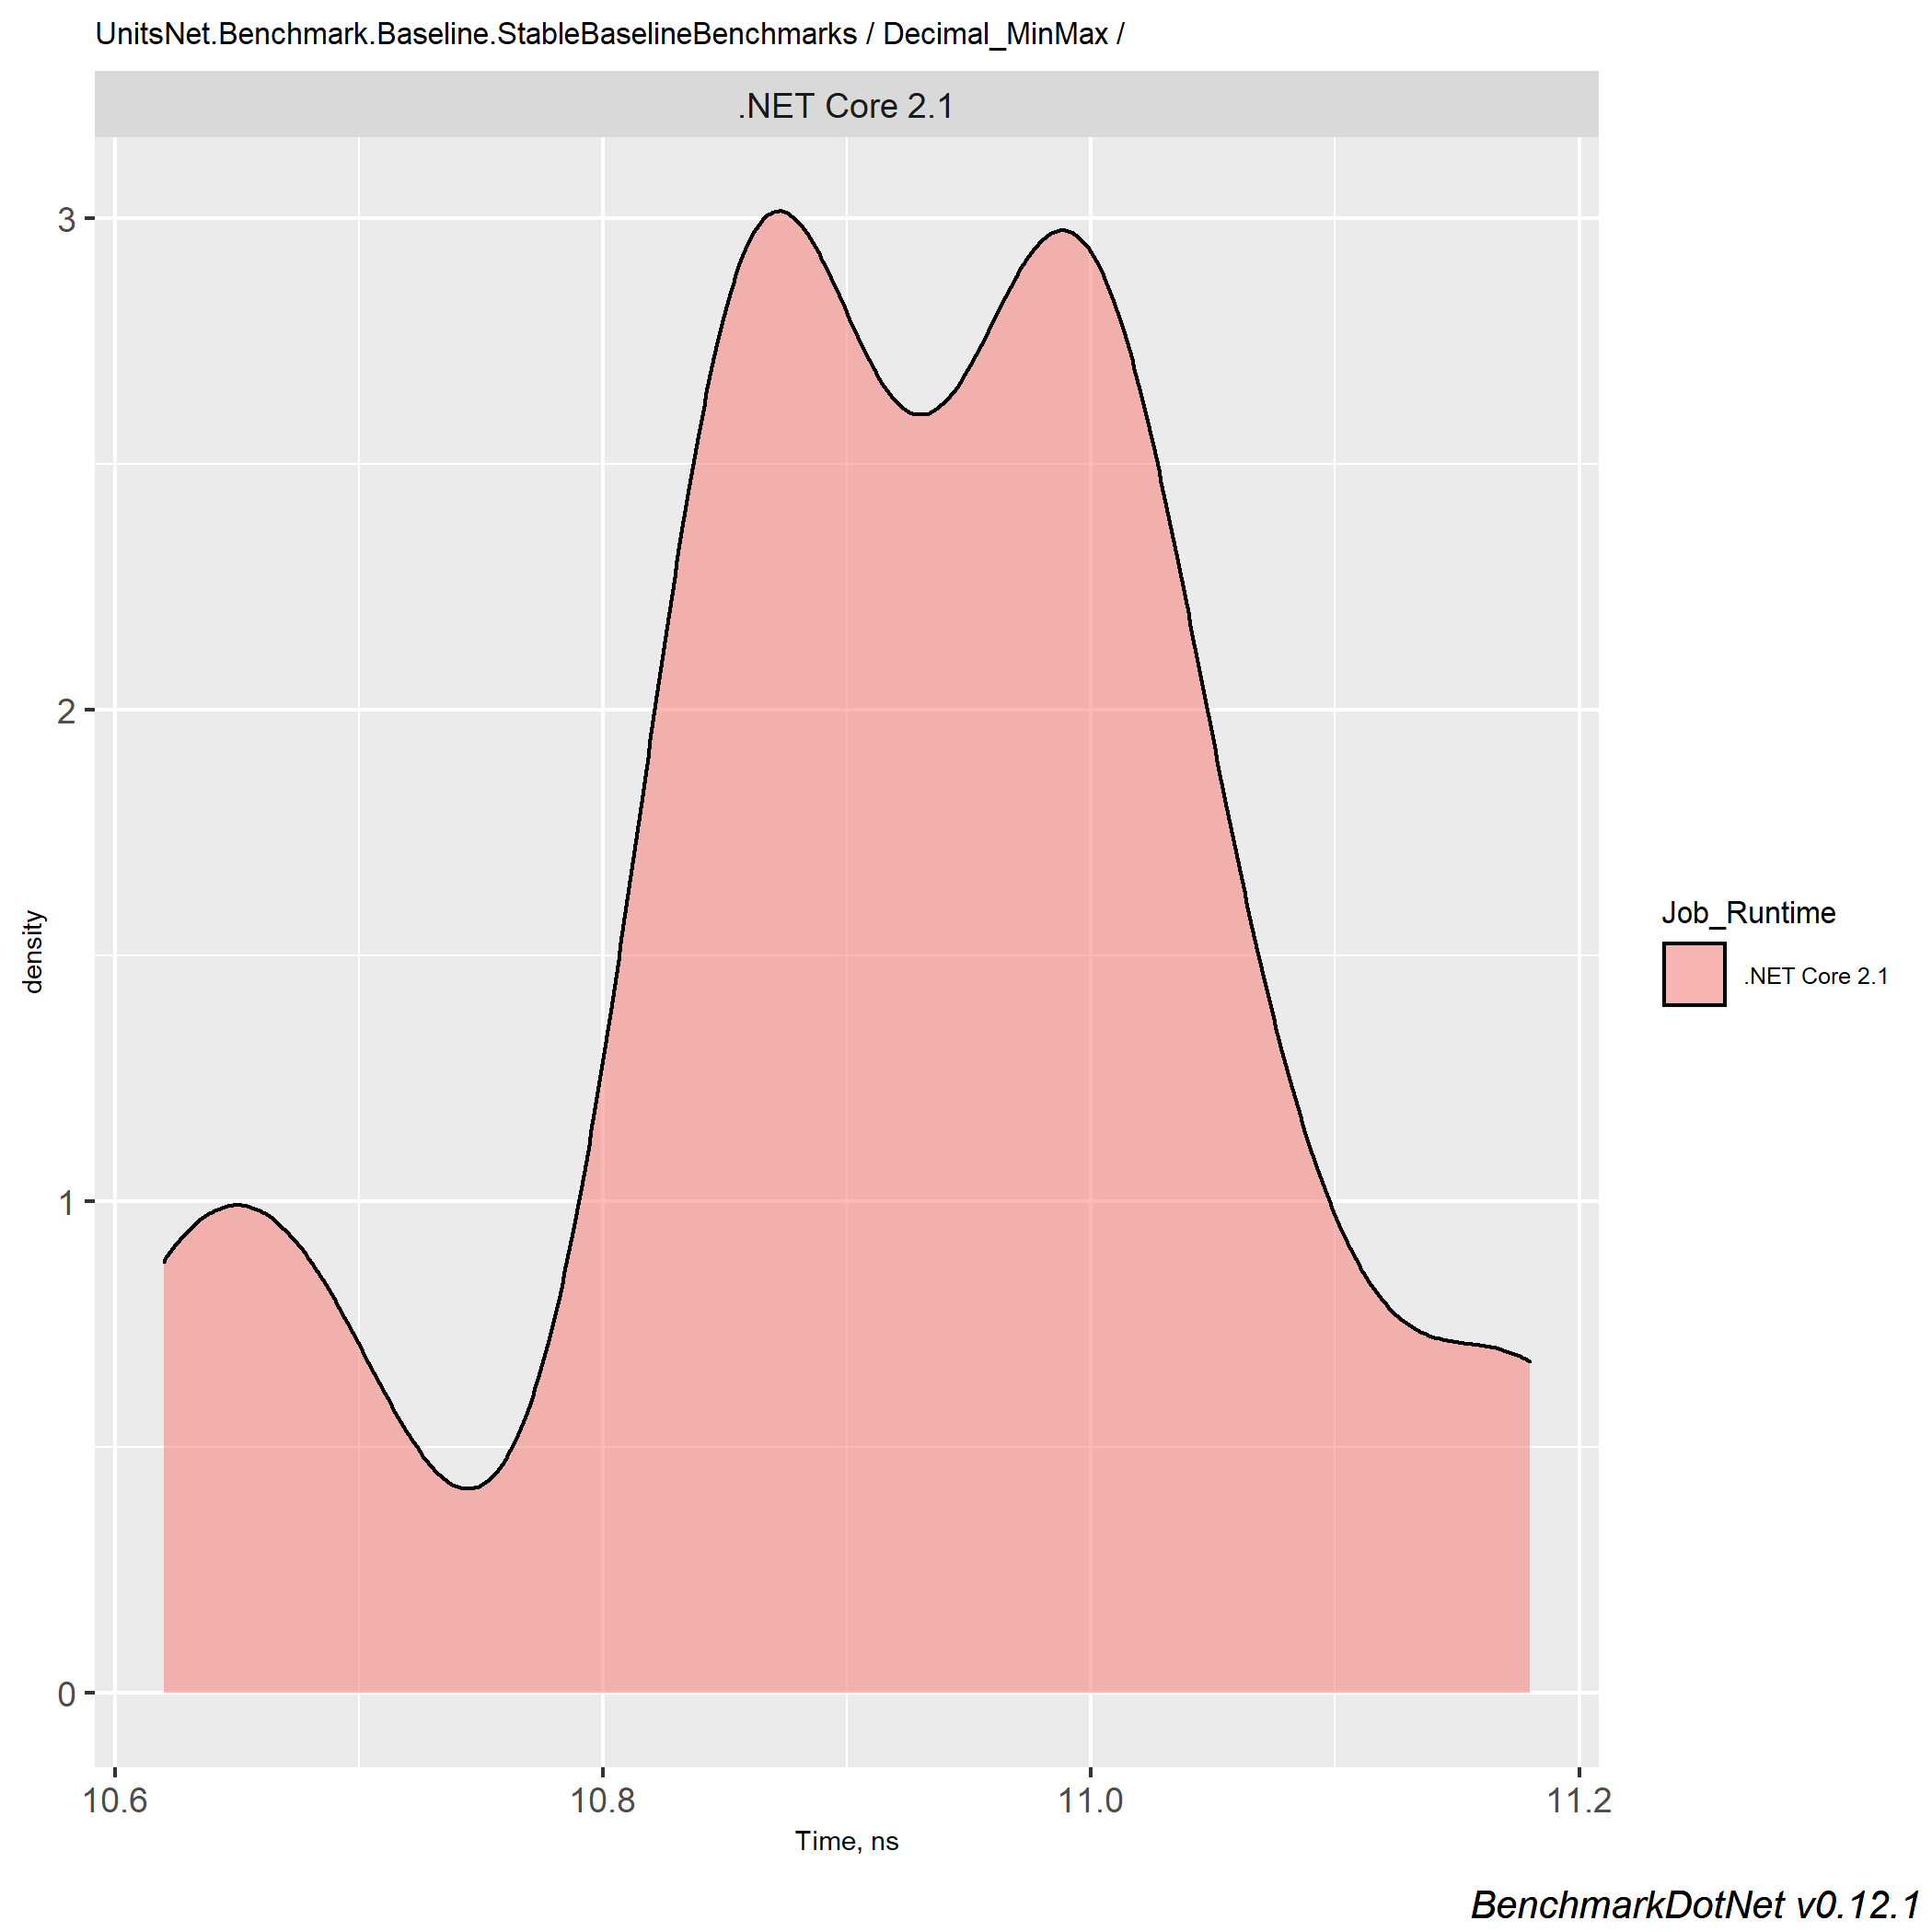 UnitsNet.Benchmark.Baseline.StableBaselineBenchmarks / Decimal_MinMax /
.NET Core 2.1
3
2
1
0
density
10.6 10.8 11.0 11.2
Time, ns
Job_Runtime
.NET Core 2.1
BenchmarkDotNet v0.12.1